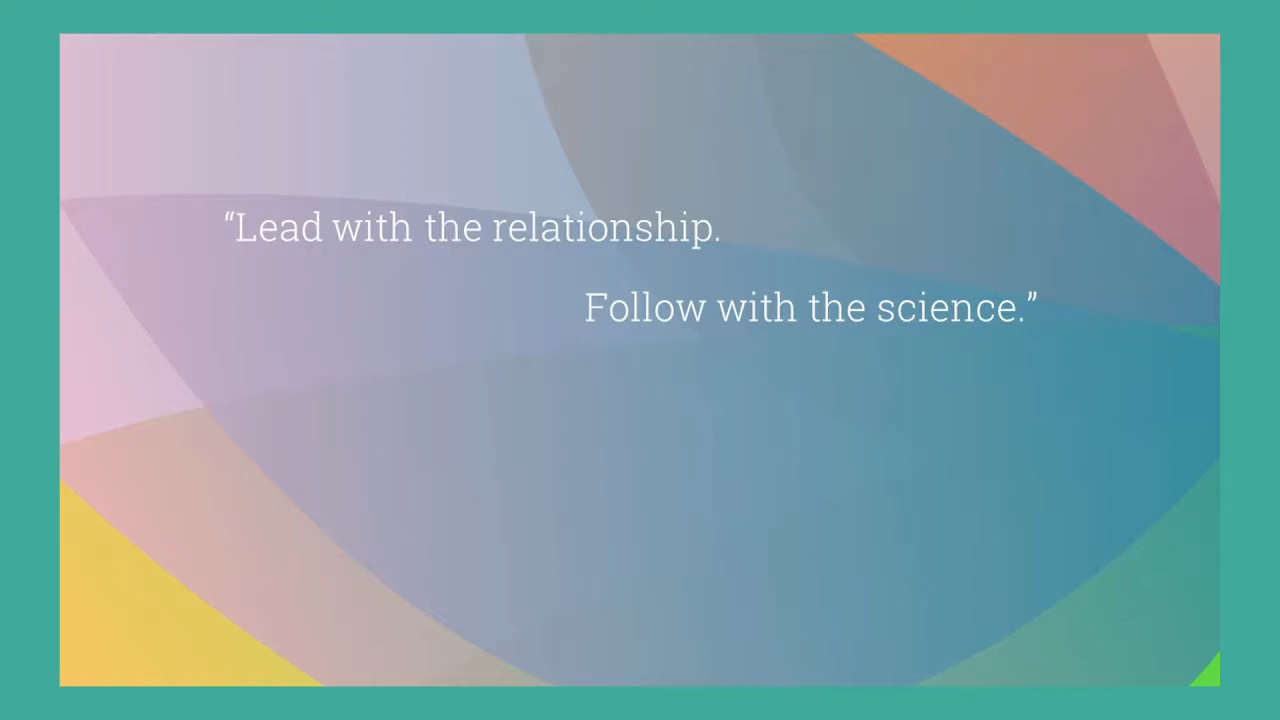 “Lead with the relationship.
Follow with the science.”